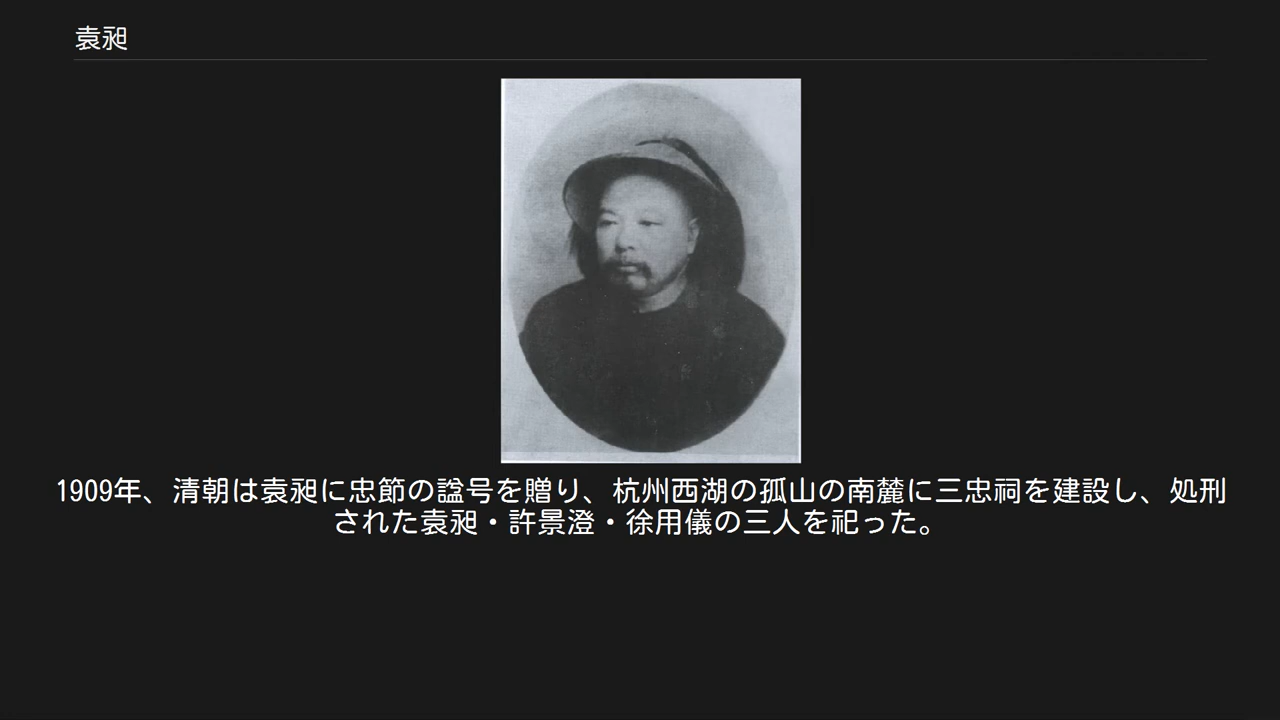 袁昶
1909年、清朝は袁昶に忠節の諡号を贈り、杭州西湖の孤山の南麓に三忠祠を建設し、処刑
された袁昶・許景澄・徐用儀の三人を祀った。